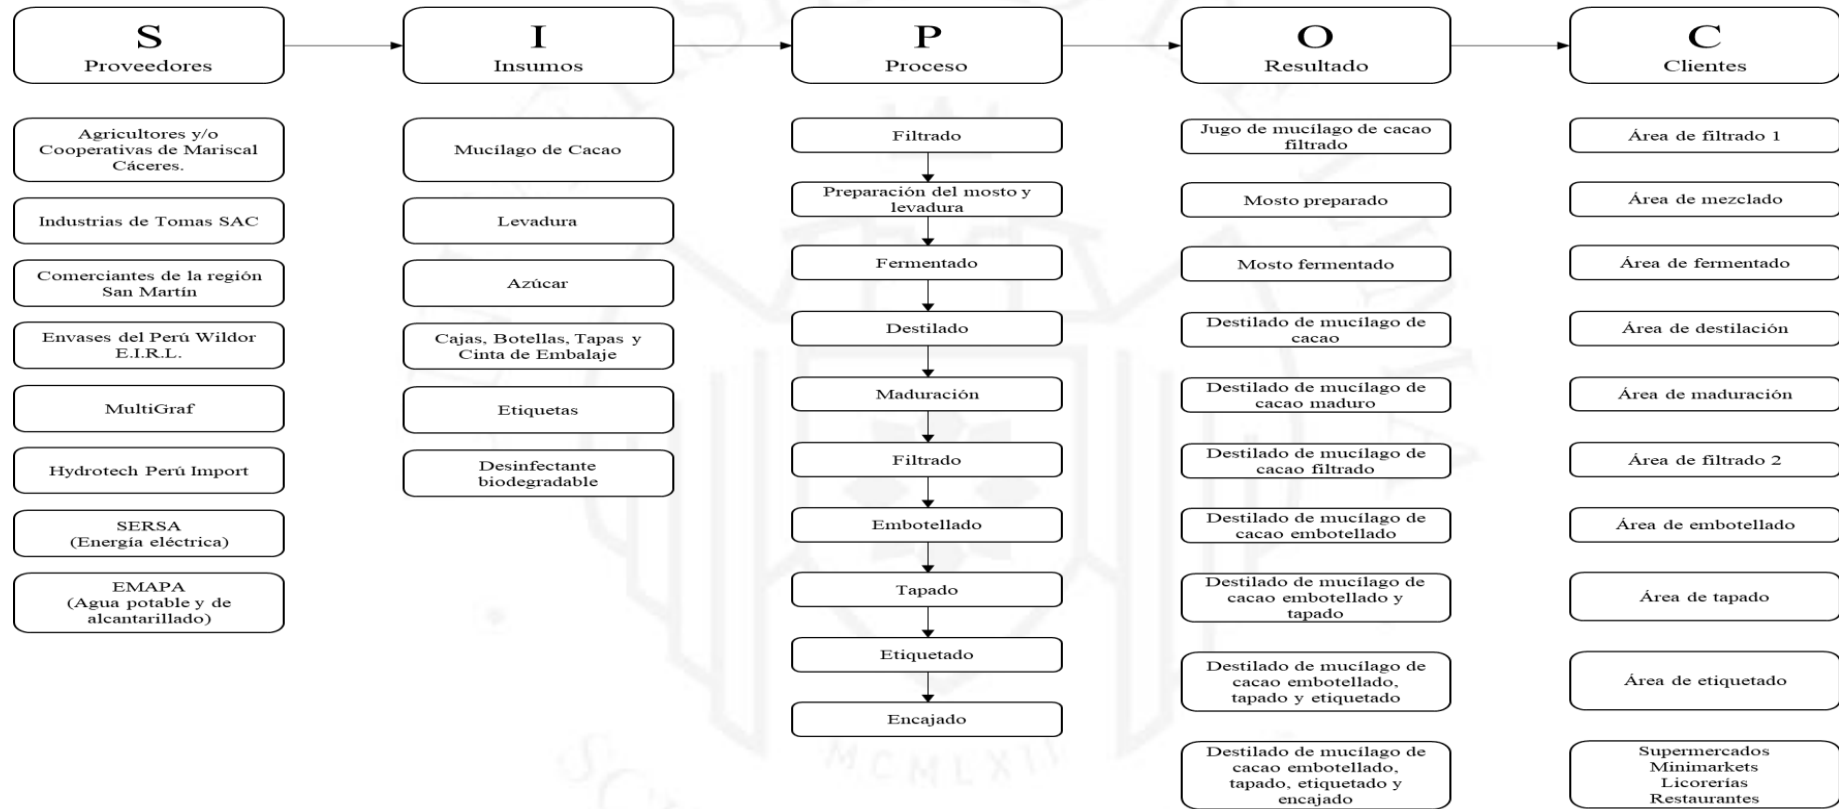 S
Proveedores
I
Insumos
P
Proceso
O
Resultado
C
Clientes
Agricultores y/o
Cooperativas de Mariscal
Cáceres.
Industrias de Tomas SAC
Comerciantes de la región
San Martín
Envases del Perú Wildor
E.I.R.L.
MultiGraf
Hydrotech Perú Import
SERSA
(Energía eléctrica)
EMAPA
(Agua potable y de
alcantarillado)
Mucílago de Cacao
Levadura
Azúcar
Cajas, Botellas, Tapas y
Cinta de Embalaje
Etiquetas
Desinfectante
biodegradable
Filtrado
Preparación del mosto y
levadura
Fermentado
Destilado
Maduración
Filtrado
Embotellado
Tapado
Etiquetado
Encajado
Jugo de mucílago de cacao
filtrado
Mosto preparado
Mosto fermentado
Destilado de mucílago de
cacao
Destilado de mucílago de
cacao maduro
Destilado de mucílago de
cacao filtrado
Destilado de mucílago de
cacao embotellado
Destilado de mucílago de
cacao embotellado y
tapado
Destilado de mucílago de
cacao embotellado,
tapado y etiquetado
Destilado de mucílago de
cacao embotellado,
tapado, etiquetado y
encajado
Área de filtrado 1
Área de mezclado
Área de fermentado
Área de destilación
Área de maduración
Área de filtrado 2
Área de embotellado
Área de tapado
Área de etiquetado
Supermercados
Minimarkets
Licorerías
Restaurantes
MCMLXII